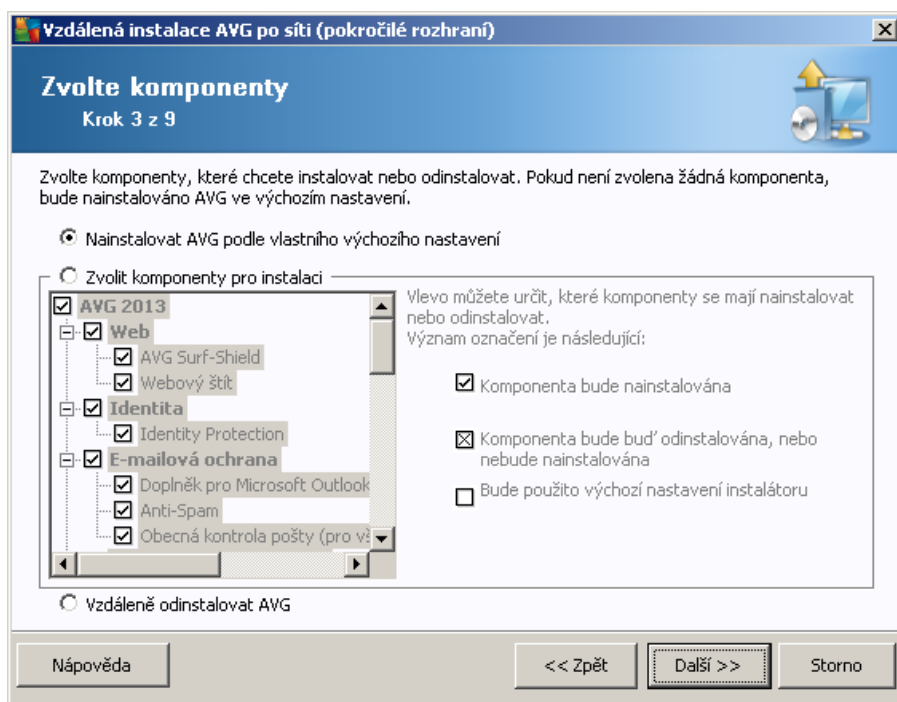 Vzdálená instalace AVG po síti (pokročilé rozhraní)
Zvolte komponenty
Krok 3 z 9
Zvolte komponenty, které chcete instalovat nebo odinstalovat. Pokud není zvolena žádná komponenta,
bude nainstalováno AVG ve výchozím nastavení.
Nainstalovat AVG podle vlastního výchozího nastavení
Zvolit komponenty pro instalaci
AVG 2013
Web
AVG Surf-Shield
Webový štít
Identita
Identity Protection
E-mailová ochrana
Doplněk pro Microsoft Outlook
Anti-Spam
Obecná kontrola pošty (pro vš
Vlevo můžete určit, které komponenty se mají nainstalovat
nebo odinstalovat.
Význam označení je následující:
Komponenta bude nainstalována
Komponenta bude buď odinstalována, nebo
nebude nainstalována
Bude použito výchozí nastavení instalátoru
Vzdáleně odinstalovat AVG
Nápověda
<< Zpět
Další >>
Storno